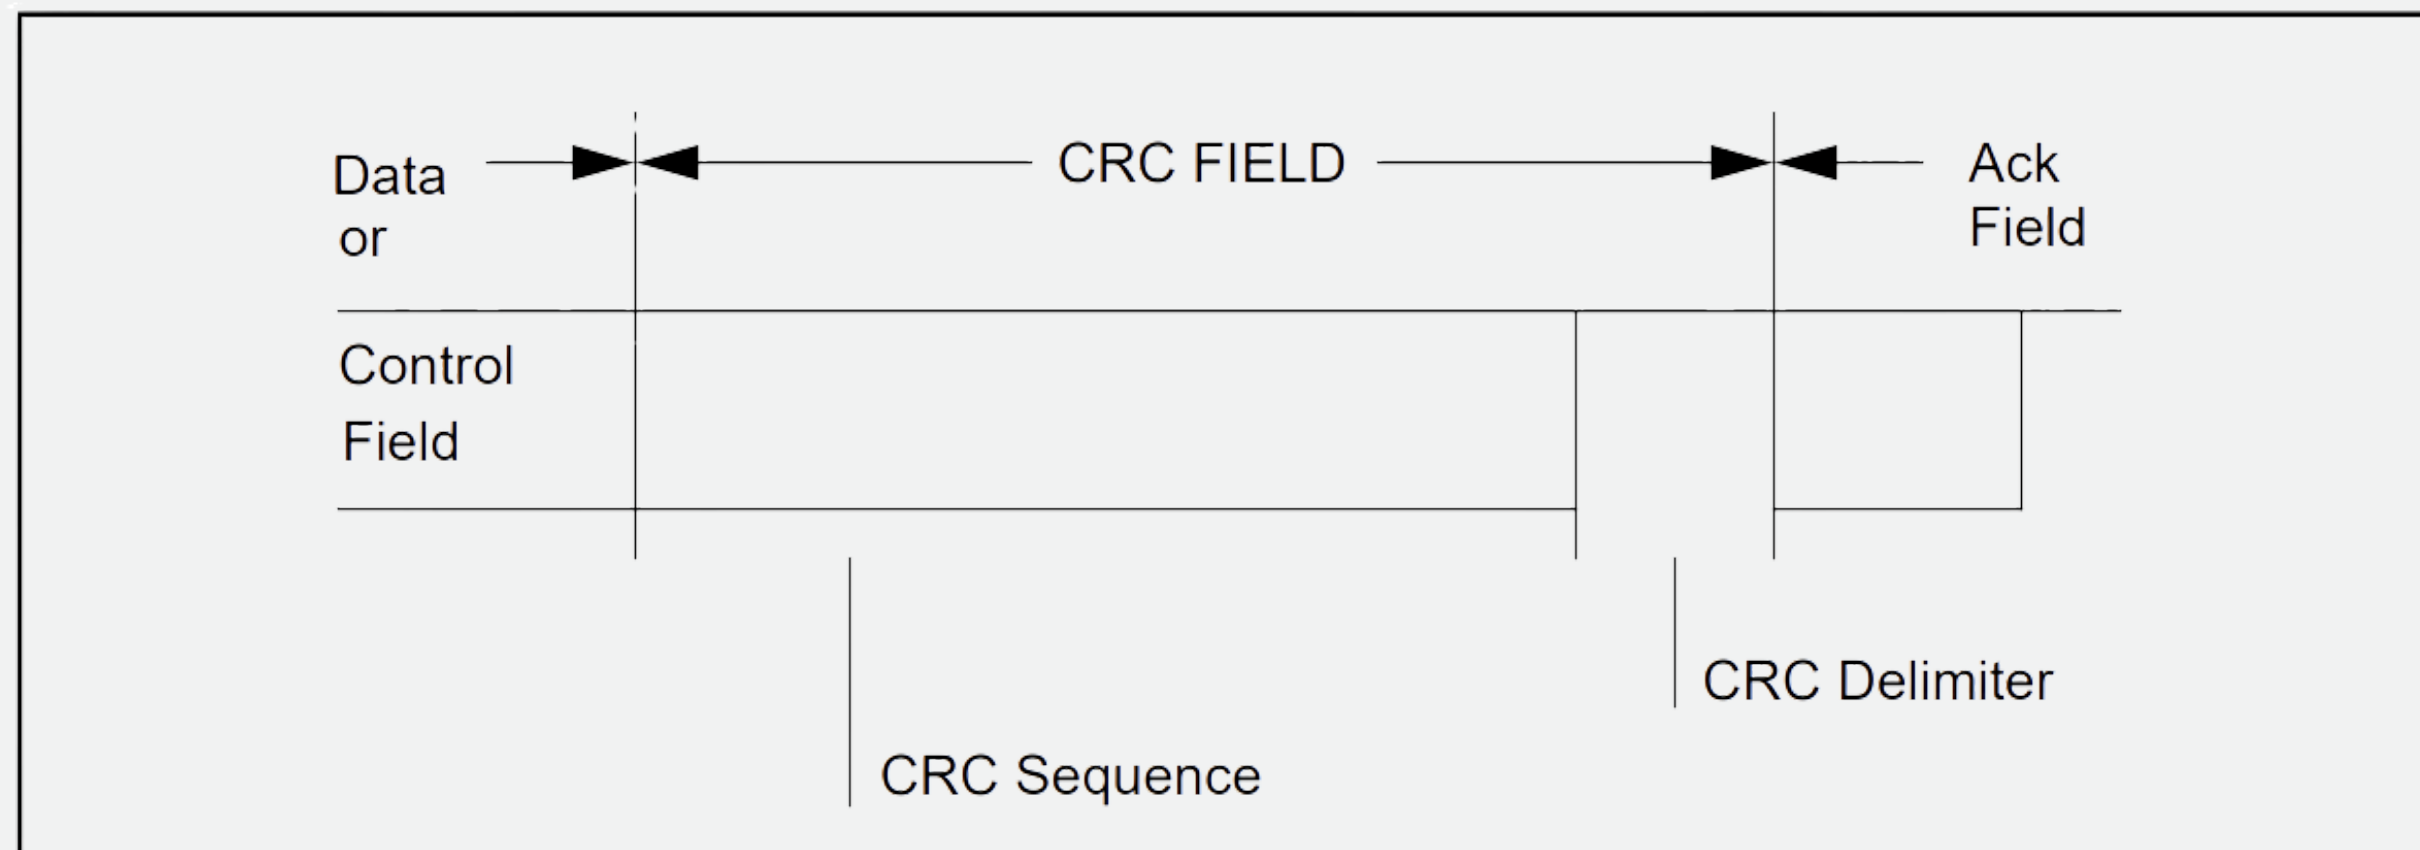 Data
or
Control
Field
CRC FIELD
Ack
Field
CRC Delimiter
CRC Sequence